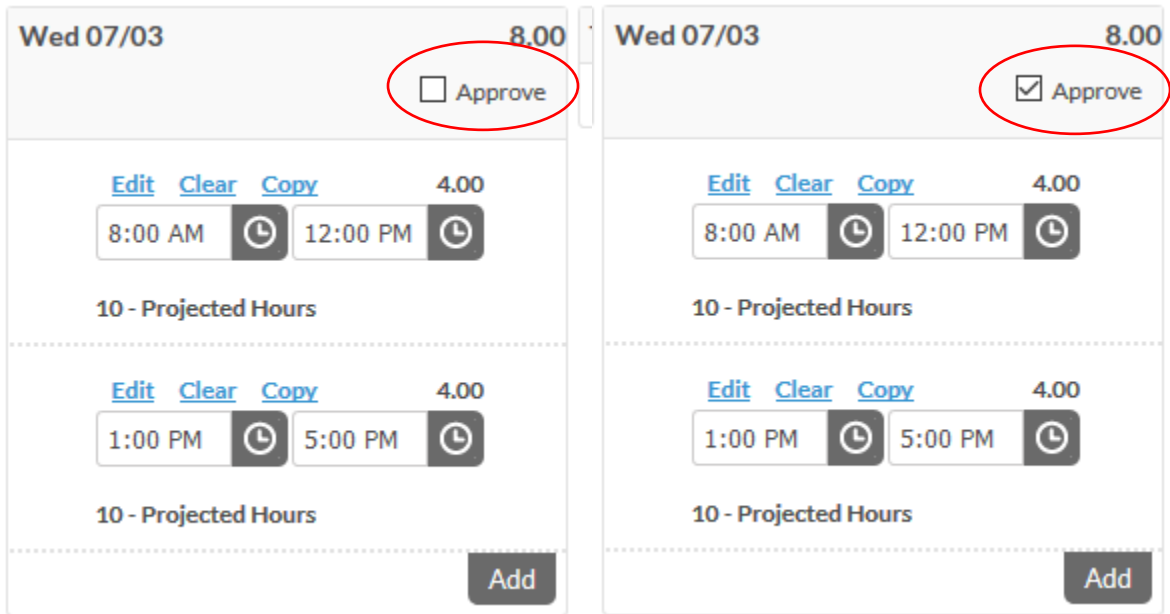 Wed 07/03 8.00
Approve
Edit Clear Copy 4.00
8:00 AM 12:00 PM
10 - Projected Hours
Edit Clear Copy 4.00
1:00 PM 5:00 PM
10 - Projected Hours
Add
Wed 07/03 8.00
Approve
Edit Clear Copy 4.00
8:00 AM 12:00 PM
10 - Projected Hours
Edit Clear Copy 4.00
1:00 PM 5:00 PM
10 - Projected Hours
Add